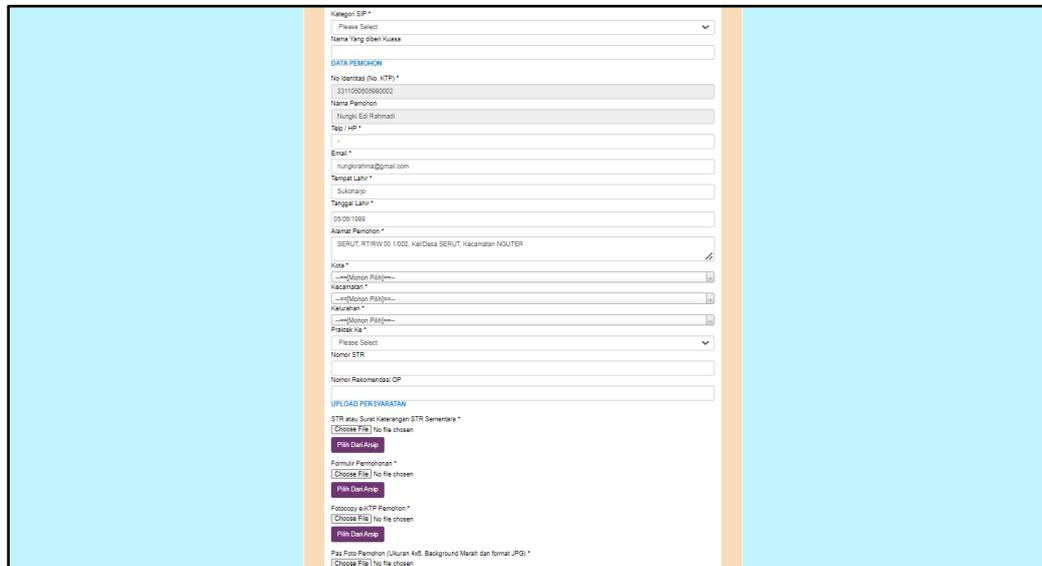 Kategori SIP *
Please Select
Nama Yang diberi Kuasa
DATA PEMOHON
No Identitas (No. KTP) *
3311060605990002
Nama Pemohon
Nungki Edi Rahmadi
Telp / HP *
-
Email *
nungkirahma@gmail.com
Tempat Lahir *
Sukoharjo
Tanggal Lahir *
05/06/1999
Alamat Pemohon *
SERUT, RT/RW:00 1/002, Kel/Desa SERUT, Kecamatan NGUTER
Kota *
--==[Mohon Pilih]==--
...
Kecamatan *
--==[Mohon Pilih]==--
...
Kelurahan *
--==[Mohon Pilih]==--
...
Praktek Ke *
Please Select
Nomor STR
Nomor Rekomendasi OP
UPLOAD PERSYARATAN
STR atau Surat Keterangan STR Sementara *
Choose File No file chosen
Pilih Dari Arsip
Formulir Permohonan *
Choose File No file chosen
Pilih Dari Arsip
Fotocopy e-KTP Pemohon *
Choose File No file chosen
Pilih Dari Arsip
Pas Foto Pemohon (Ukuran 4x6, Background Merah dan format JPG) *
Choose File No file chosen